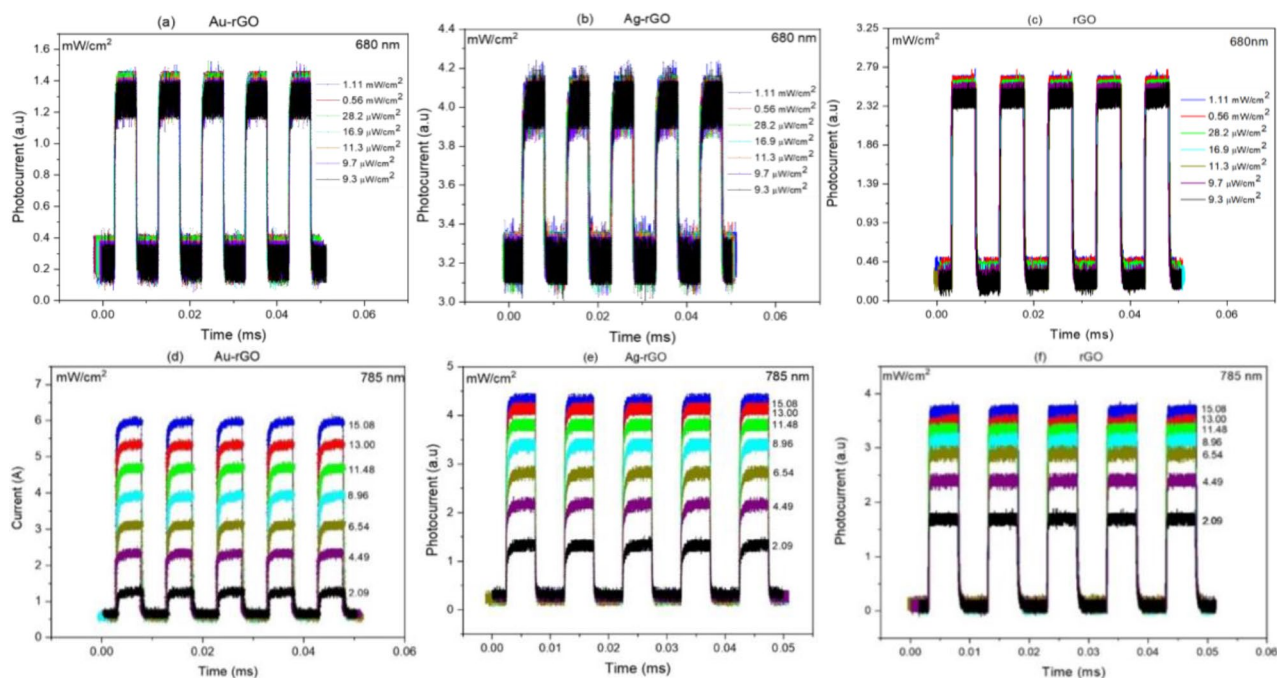 (a) Au-rGO
mW/cm²
680 nm
1.6
1.4
1.2
1.0
0.8
0.6
0.4
0.2
0.0
Photocurrent (a.u)
1.11 mW/cm²
0.56 mW/cm²
28.2 µW/cm²
16.9 µW/cm²
11.3 µW/cm²
9.7 µW/cm²
9.3 µW/cm²
0.00 0.02 0.04 0.06
Time (ms)
(b) Ag-rGO
mW/cm²
680 nm
4.4
4.2
4.0
3.8
3.6
3.4
3.2
3.0
Photocurrent (a.u)
1.11 mW/cm²
0.56 mW/cm²
28.2 µW/cm²
16.9 µW/cm²
11.3 µW/cm²
9.7 µW/cm²
9.3 µW/cm²
0.00 0.02 0.04 0.06
Time (ms)
(c) rGO
mW/cm²
680nm
3.25
2.79
2.32
1.86
1.39
0.93
0.46
0.00
Photocurrent (a.u)
1.11 mW/cm²
0.56 mW/cm²
28.2 µW/cm²
16.9 µW/cm²
11.3 µW/cm²
9.7 µW/cm²
9.3 µW/cm²
0.00 0.02 0.04 0.06
Time (ms)
(d) Au-rGO
mW/cm²
785 nm
7
6
5
4
3
2
1
0
Current (A)
15.08
13.00
11.48
8.96
6.54
4.49
2.09
0.00 0.02 0.04 0.06
Time (ms)
(e) Ag-rGO
mW/cm²
785 nm
5
4
3
2
1
0
Photocurrent (a.u)
15.08
13.00
11.48
8.96
6.54
4.49
2.09
0.00 0.01 0.02 0.03 0.04 0.05
Time (ms)
(f) rGO
mW/cm²
785 nm
4
3
2
1
0
Photocurrent (a.u)
15.08
13.00
11.48
8.96
6.54
4.49
2.09
0.00 0.01 0.02 0.03 0.04 0.05 0.06
Time (ms)